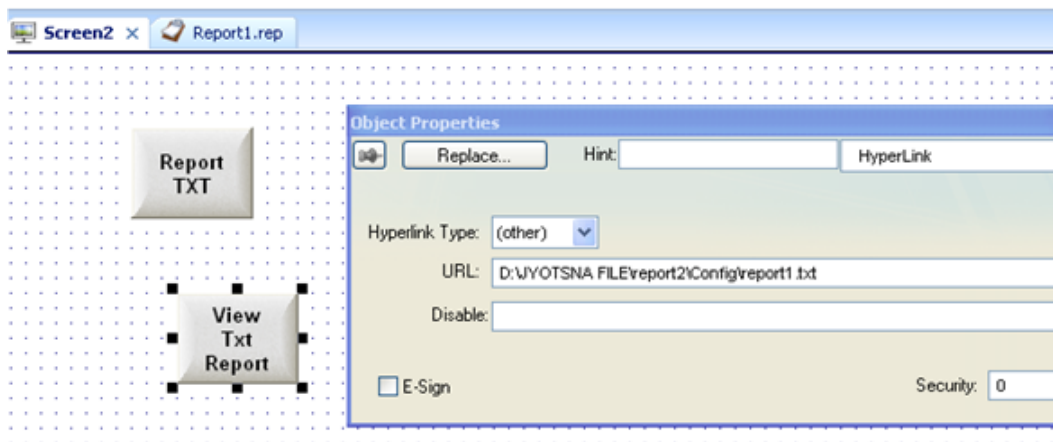 Screen2
Report1.rep
Report
TXT
View
Txt
Report
Object Properties
Replace...
Hint:
HyperLink
Hyperlink Type: (other)
URL: D:\JYOTSNA FILE\report2\Config\report1.txt
Disable:
E-Sign
Security: 0